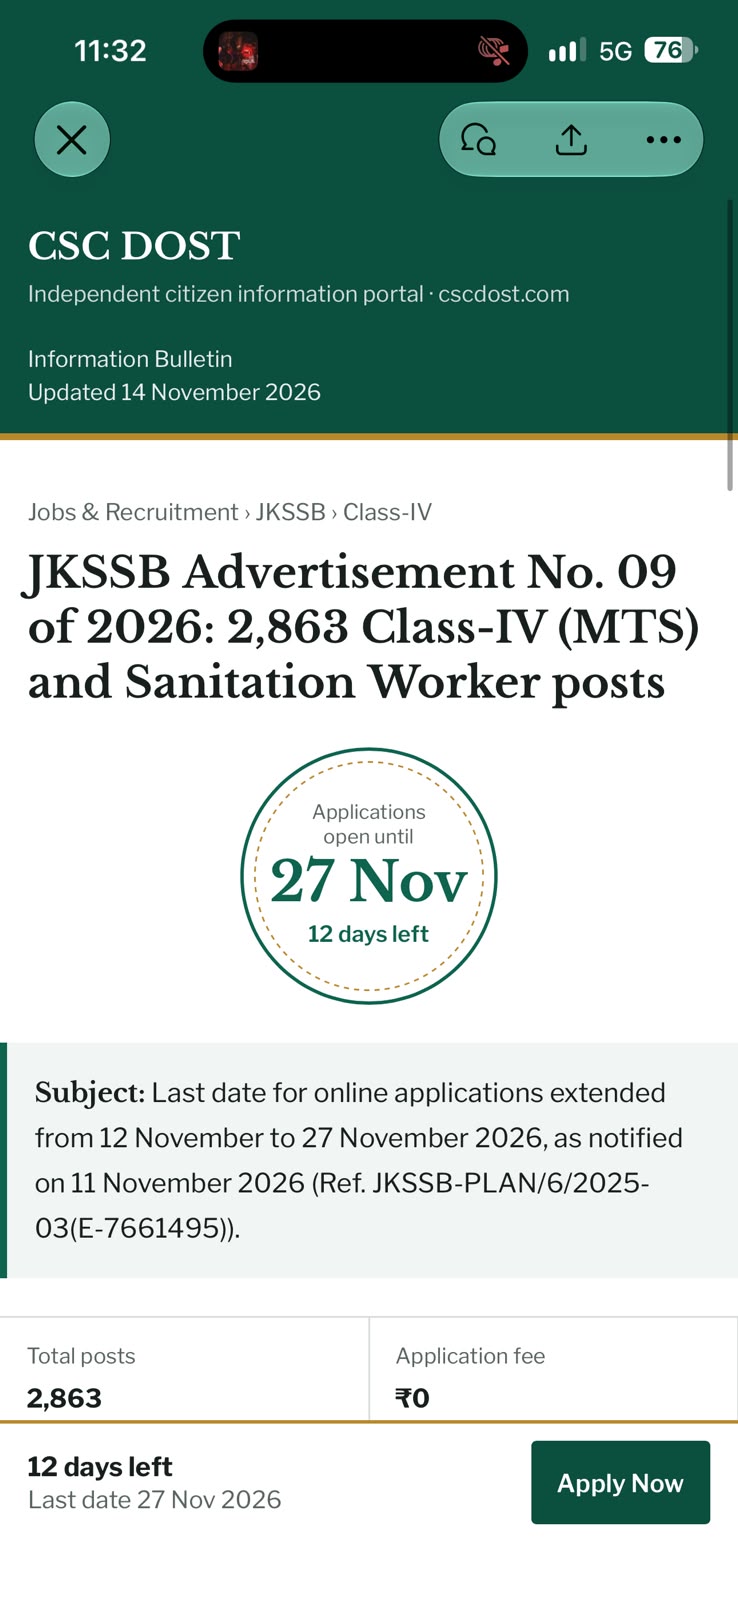 11:32
5G
76
CSC DOST
Independent citizen information portal · cscdost.com
Information Bulletin
Updated 14 November 2026
Jobs & Recruitment › JKSSB › Class-IV
JKSSB Advertisement No. 09
of 2026: 2,863 Class-IV (MTS)
and Sanitation Worker posts
Applications
open until
27 Nov
12 days left
Subject: Last date for online applications extended
from 12 November to 27 November 2026, as notified
on 11 November 2026 (Ref. JKSSB-PLAN/6/2025-
03(E-7661495)).
Total posts
2,863
Application fee
₹0
12 days left
Last date 27 Nov 2026
Apply Now